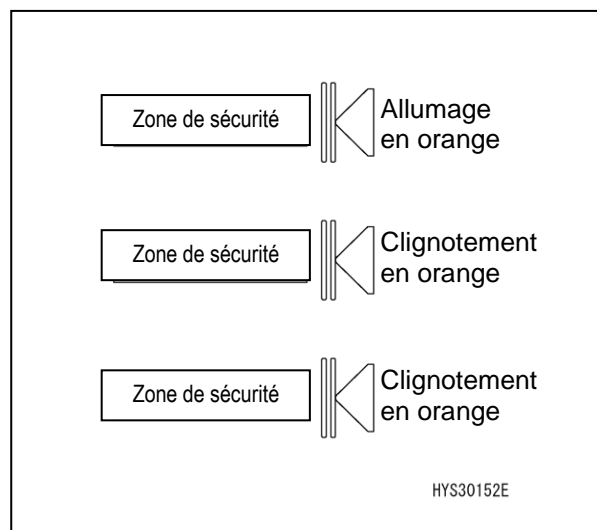 Zone de sécurité
Allumage
en orange
Zone de sécurité
Clignotement
en orange
Zone de sécurité
Clignotement
en orange
HYS30152E